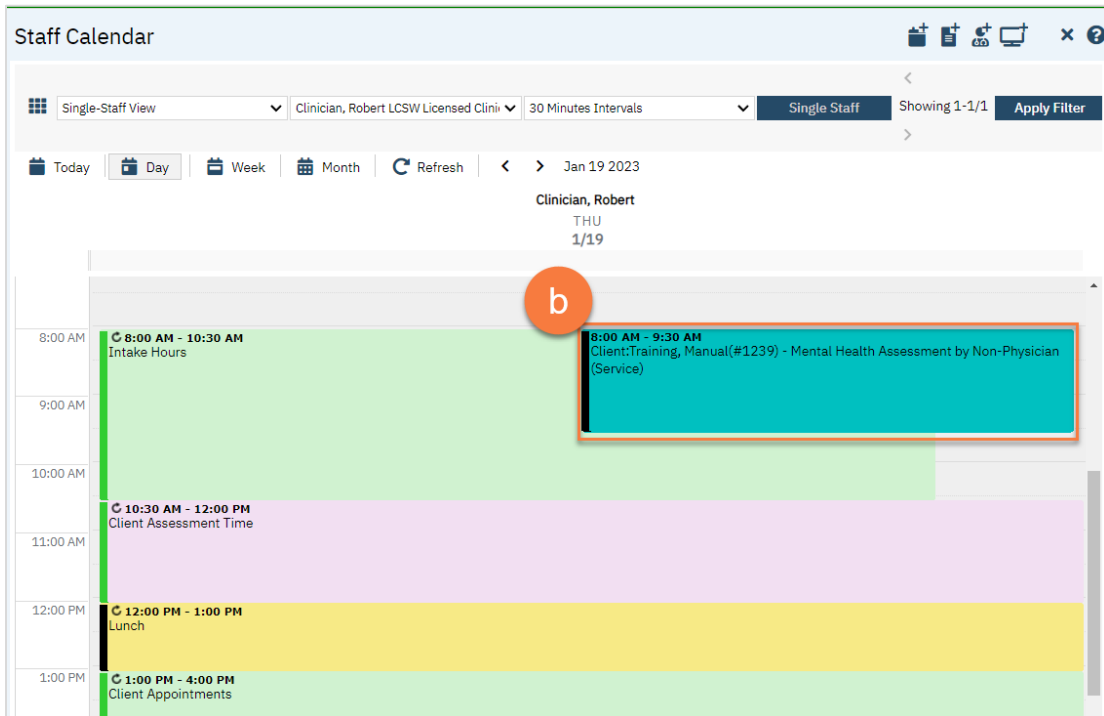 Staff Calendar
Single-Staff View
Clinician, Robert LCSW Licensed Clini
30 Minutes Intervals
Single Staff
Showing 1-1/1
Apply Filter
Today
Day
Week
Month
Refresh
Jan 19 2023
Clinician, Robert
THU
1/19
b
8:00 AM
8:00 AM - 10:30 AM
Intake Hours
8:00 AM - 9:30 AM
Client:Training, Manual(#1239) - Mental Health Assessment by Non-Physician
(Service)
9:00 AM
10:00 AM
10:30 AM - 12:00 PM
Client Assessment Time
11:00 AM
12:00 PM
12:00 PM - 1:00 PM
Lunch
1:00 PM
1:00 PM - 4:00 PM
Client Appointments